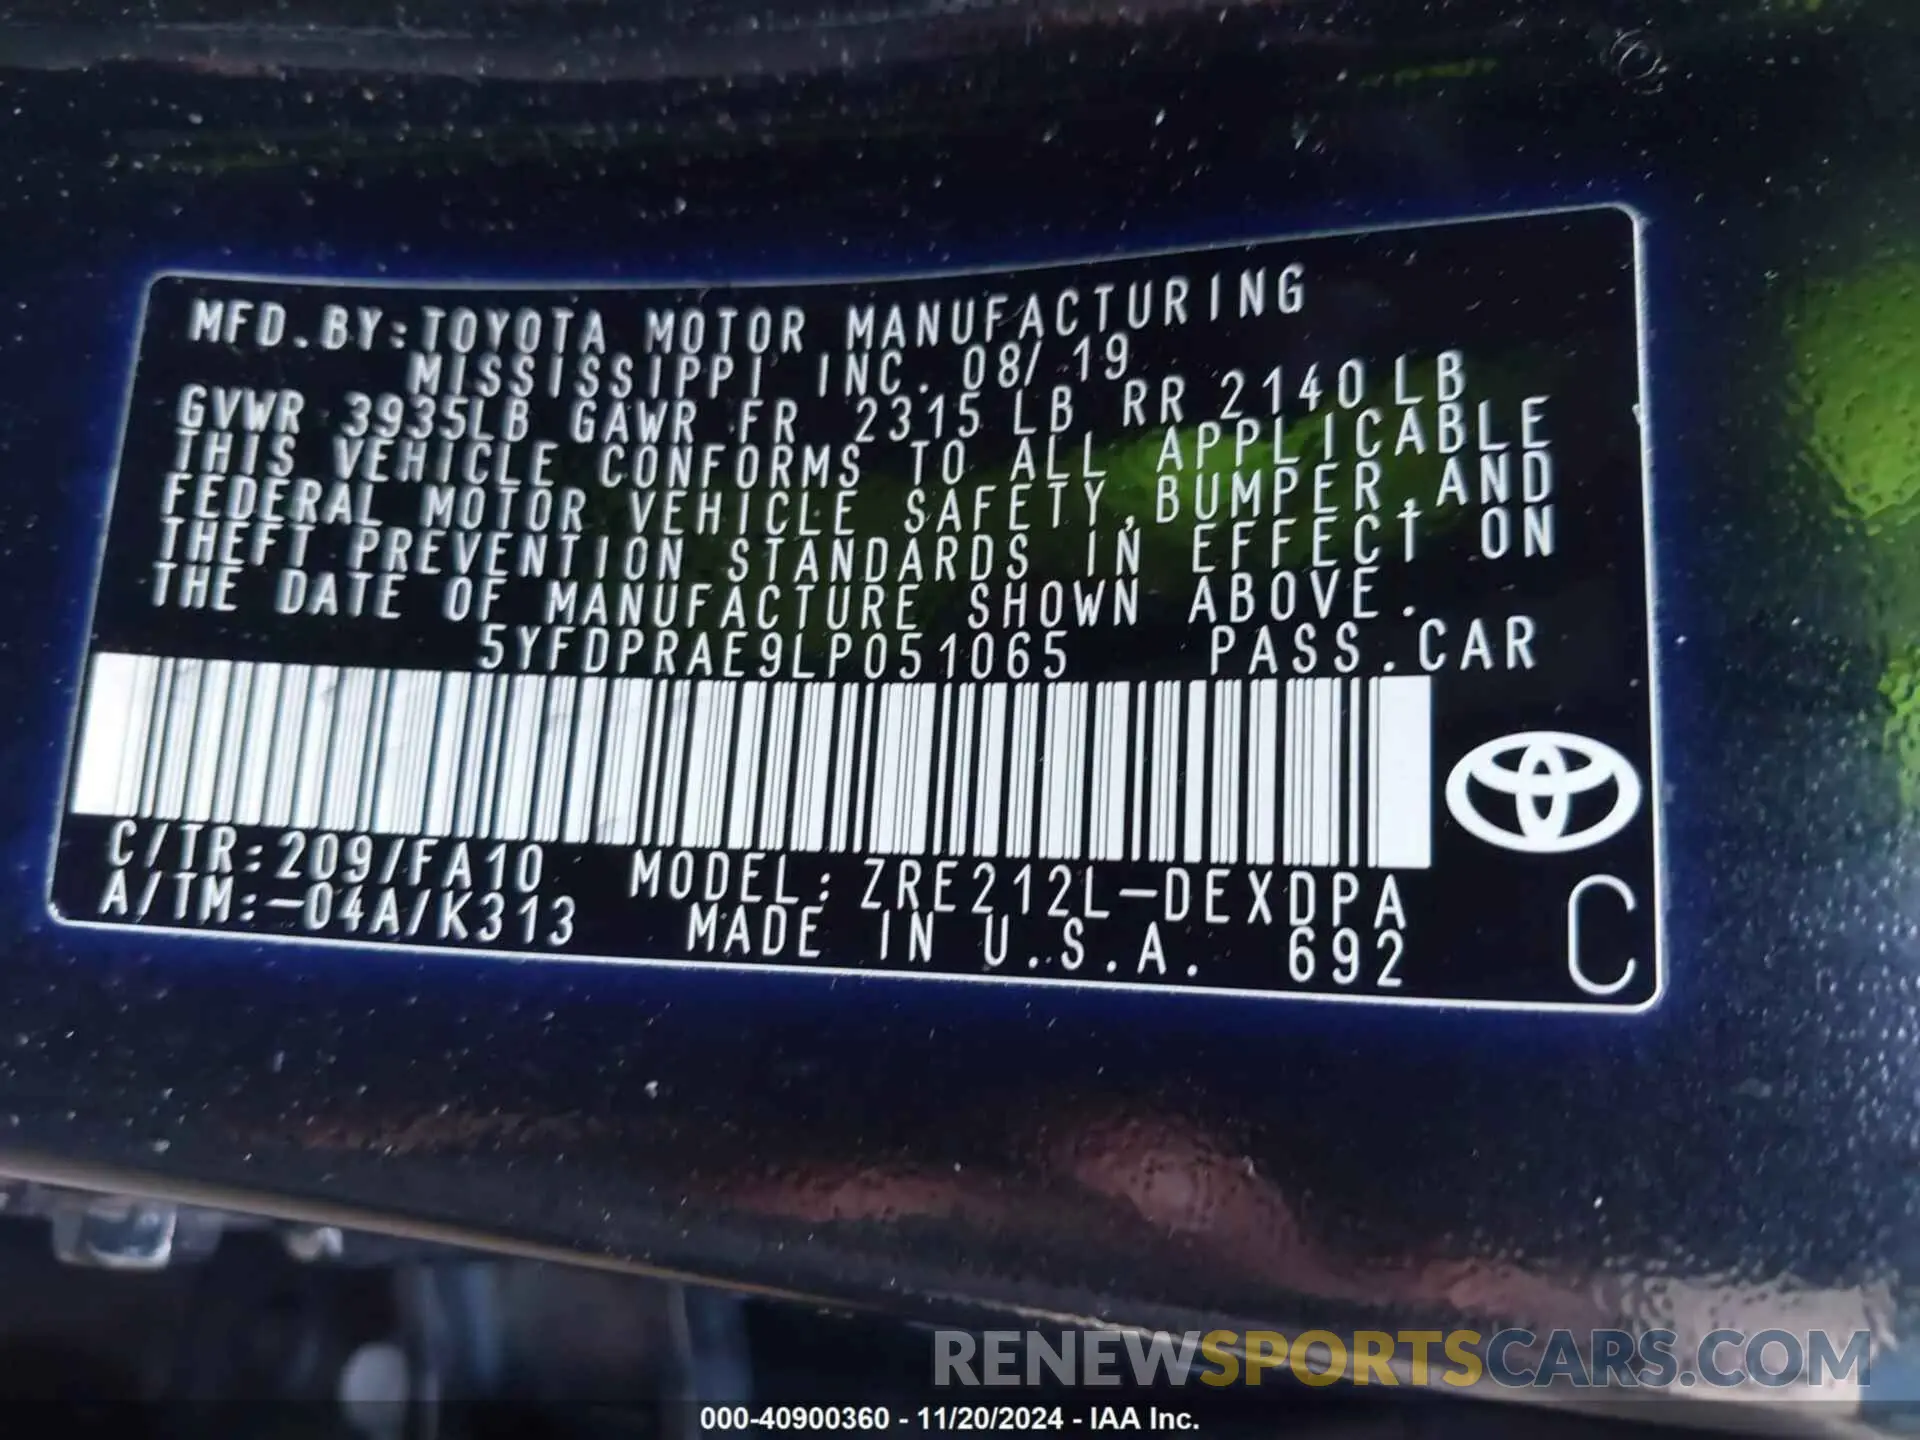 MFD.BY:TOYOTA MOTOR MANUFACTURING
MISSISSIPPI INC. 08/ 19
GVWR 3935LB GAWR FR 2315 LB RR 2140 LB
THIS VEHICLE CONFORMS TO ALL APPLICABLE
FEDERAL MOTOR VEHICLE SAFETY,BUMPER,AND
THEFT PREVENTION STANDARDS IN EFFECT ON
THE DATE OF MANUFACTURE SHOWN ABOVE.
5YFDPRAE9LP051065 PASS.CAR
C/TR:209/FA10 MODEL:ZRE212L-DEXDPA
A/TM:-04A/K313 MADE IN U.S.A. 692
C
RENEWSPORTSCARS.COM
000-40900360 - 11/20/2024 - IAA Inc.